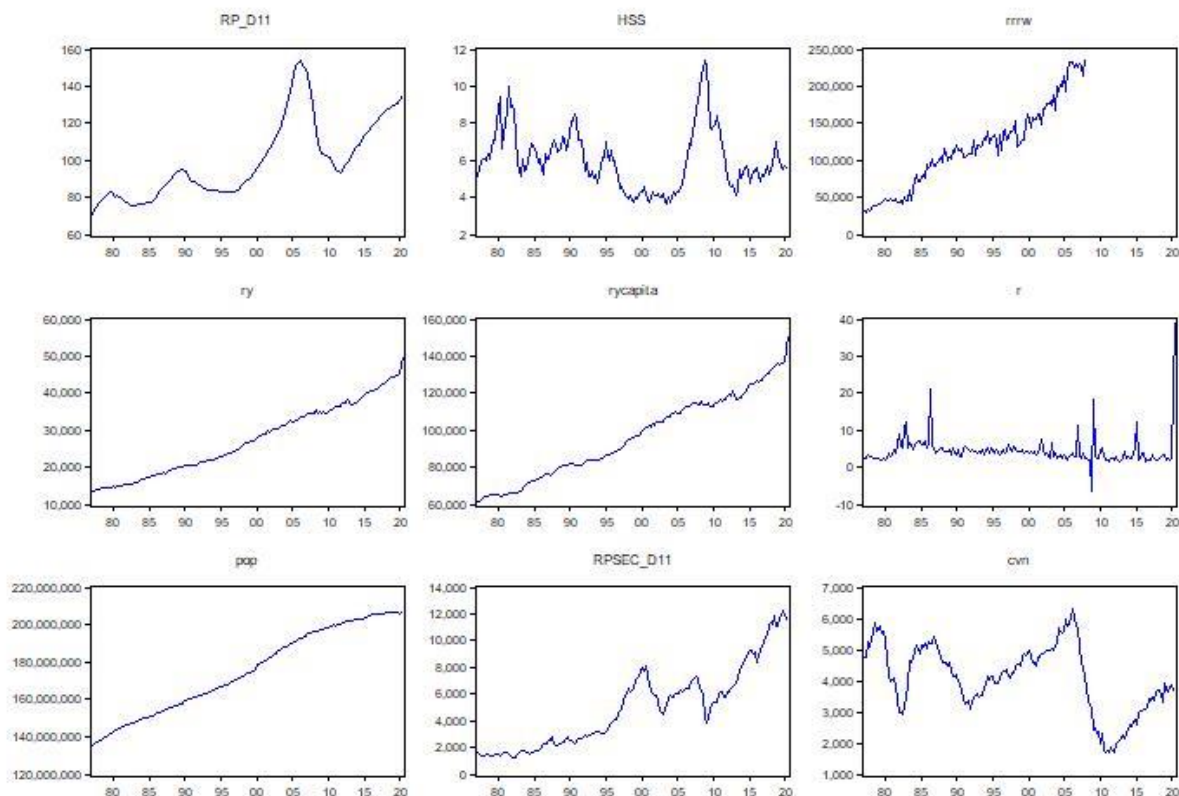 RP_D11 HSS rrrw
160 12 250,000
140 10 200,000
120 8 150,000
100 6 100,000
80 4 50,000
60 2 0
80 85 90 95 00 05 10 15 20 80 85 90 95 00 05 10 15 20 80 85 90 95 00 05 10 15 20
ry rycapita r
60,000 160,000 40
50,000 140,000 30
40,000 120,000 20
30,000 100,000 10
20,000 80,000 0
10,000 60,000 -10
80 85 90 95 00 05 10 15 20 80 85 90 95 00 05 10 15 20 80 85 90 95 00 05 10 15 20
pop RPSEC_D11 cvn
220,000,000 14,000 7,000
200,000,000 12,000 6,000
180,000,000 10,000 5,000
160,000,000 8,000 4,000
140,000,000 6,000 3,000
120,000,000 4,000 2,000
2,000 1,000
0
80 85 90 95 00 05 10 15 20 80 85 90 95 00 05 10 15 20 80 85 90 95 00 05 10 15 20